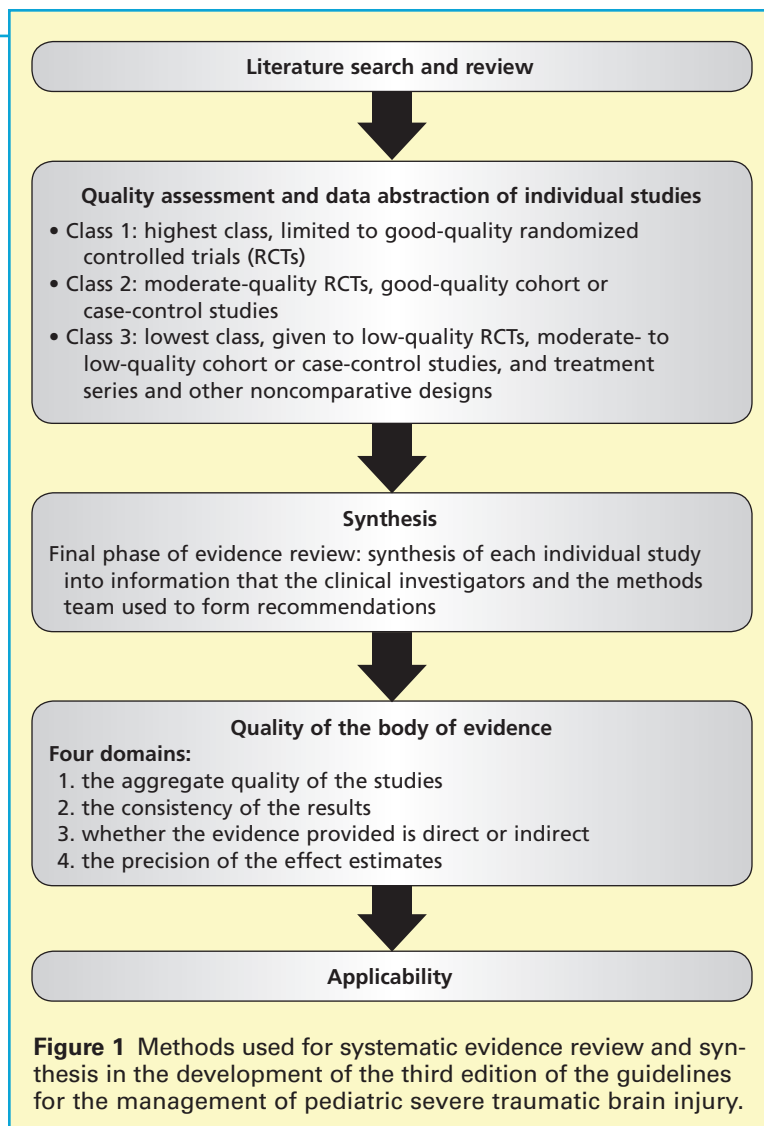 Literature search and review
Quality assessment and data abstraction of individual studies
• Class 1: highest class, limited to good-quality randomized
controlled trials (RCTs)
• Class 2: moderate-quality RCTs, good-quality cohort or
case-control studies
• Class 3: lowest class, given to low-quality RCTs, moderate- to
low-quality cohort or case-control studies, and treatment
series and other noncomparative designs
Synthesis
Final phase of evidence review: synthesis of each individual study
into information that the clinical investigators and the methods
team used to form recommendations
Quality of the body of evidence
Four domains:
1. the aggregate quality of the studies
2. the consistency of the results
3. whether the evidence provided is direct or indirect
4. the precision of the effect estimates
Applicability
Figure 1 Methods used for systematic evidence review and syn-
thesis in the development of the third edition of the guidelines
for the management of pediatric severe traumatic brain injury.